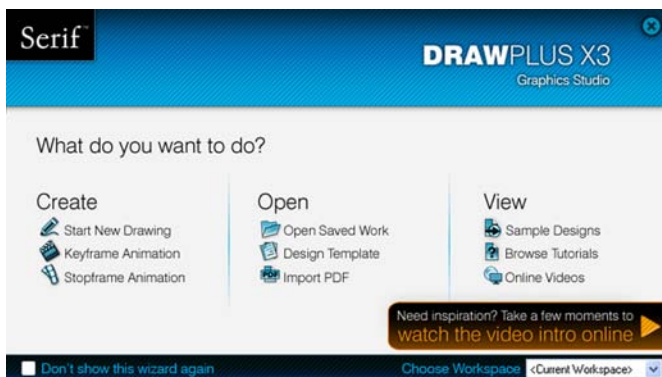 Serif™
DRAWPLUS X3
Graphics Studio
What do you want to do?
Create
Start New Drawing
Keyframe Animation
Stopframe Animation
Open
Open Saved Work
Design Template
PDF Import PDF
View
Sample Designs
Browse Tutorials
Online Videos
Need inspiration? Take a few moments to
watch the video intro online
Don't show this wizard again
Choose Workspace <Current Workspace>